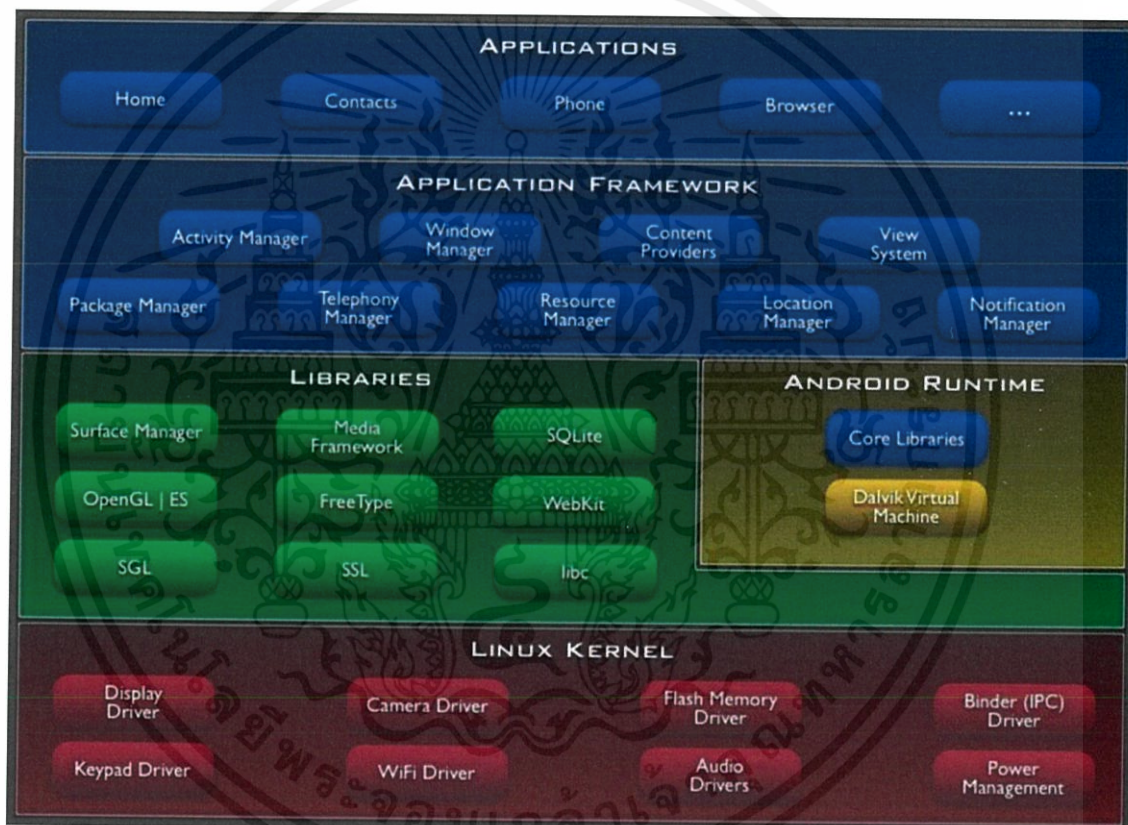 APPLICATIONS
Home
Contacts
Phone
Browser
...
APPLICATION FRAMEWORK
Activity Manager
Window
Manager
Content
Providers
View
System
Package Manager
Telephony
Manager
Resource
Manager
Location
Manager
Notification
Manager
LIBRARIES
Surface Manager
Media
Framework
SQLite
OpenGL | ES
FreeType
WebKit
SGL
SSL
libc
ANDROID RUNTIME
Core Libraries
Dalvik Virtual
Machine
LINUX KERNEL
Display
Driver
Camera Driver
Flash Memory
Driver
Binder (IPC)
Driver
Keypad Driver
WiFi Driver
Audio
Drivers
Power
Management